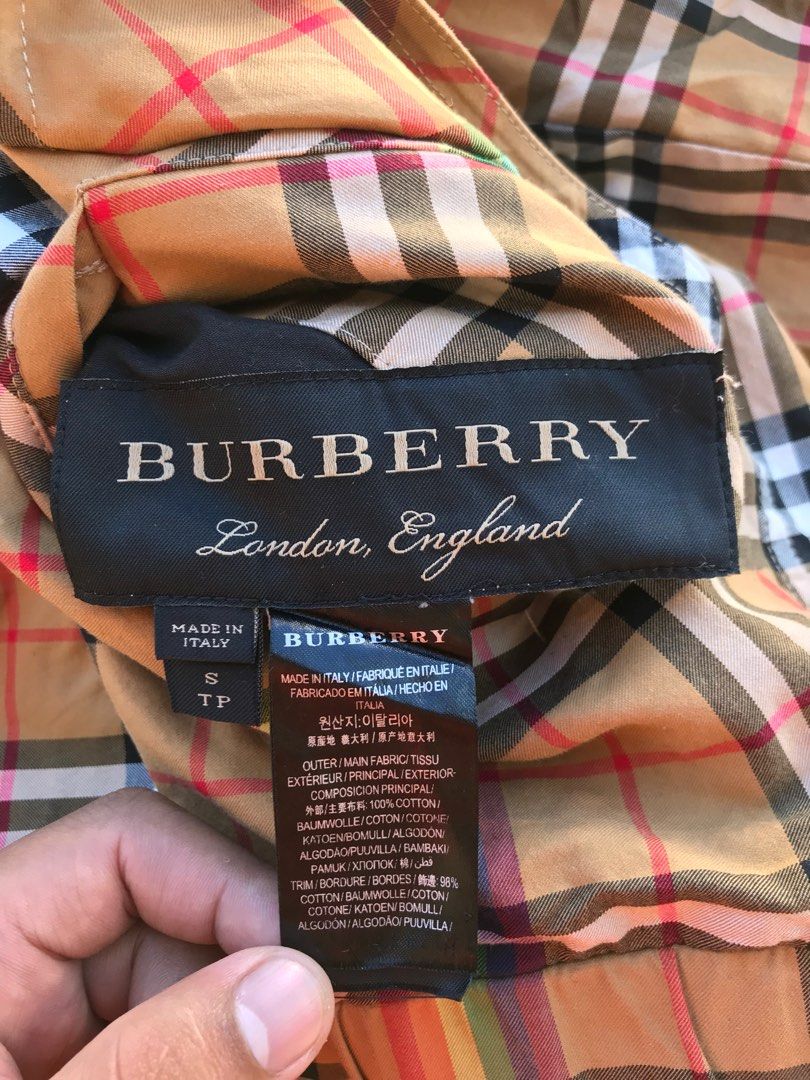 BURBERRY
London, England
MADE IN
ITALY
S
TP
BURBERRY
MADE IN ITALY / FABRIQUÉ EN ITALIE /
FABRICADO EM ITÁLIA / HECHO EN
ITALIA
원산지:이탈리아
原産地 義大利 / 原产地意大利
OUTER / MAIN FABRIC / TISSU
EXTÉRIEUR / PRINCIPAL / EXTERIOR-
COMPOSICION PRINCIPAL/
外部/主要布料: 100% COTTON /
BAUMWOLLE / COTON / COTONE/
KATOEN/BOMULL / ALGODÓN/
ALGODÃO/PUUVILLA / BAMBAKI/
PAMUK / ХЛОПОК / 棉 / قطن /
TRIM / BORDURE / BORDES / 飾邊: 98%
COTTON / BAUMWOLLE / COTON/
COTONE/ KATOEN/ BOMULL /
ALGODÓN/ ALGODÃO/ PUUVILLA /